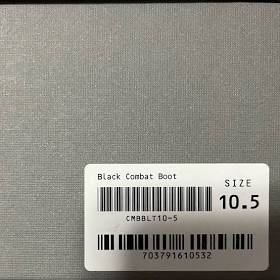 Black Combat Boot
SIZE
10.5
CMBBLT10-5
703791610532